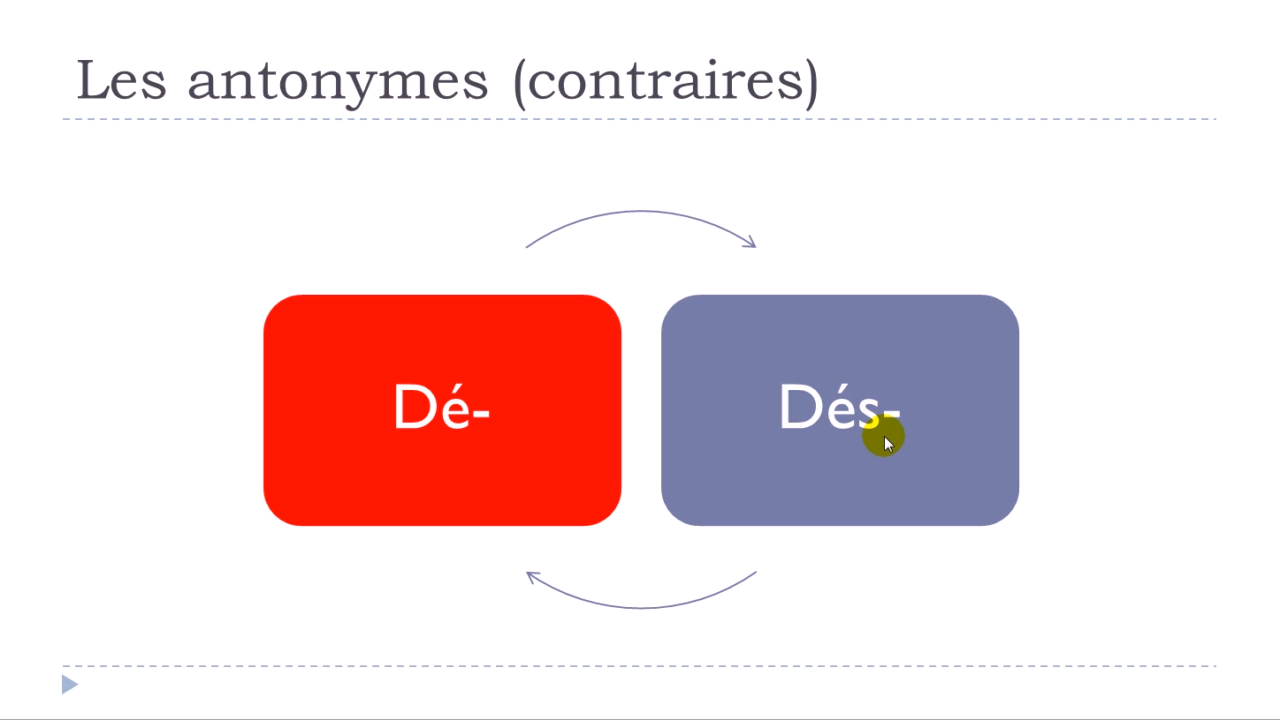 Les antonymes (contraires)
Dé-
Dés-